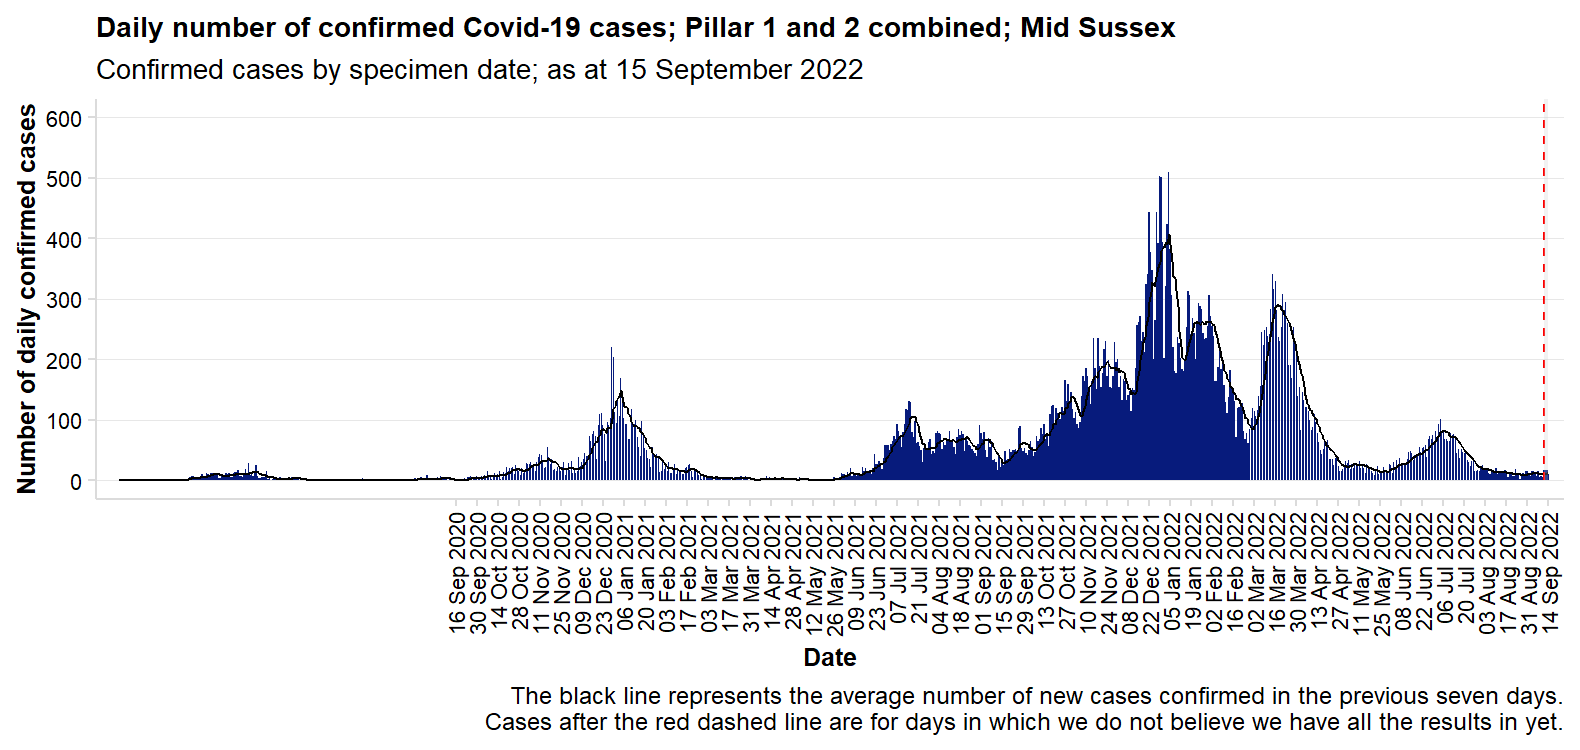 Daily number of confirmed Covid-19 cases; Pillar 1 and 2 combined; Mid Sussex
Confirmed cases by specimen date; as at 15 September 2022
Number of daily confirmed cases
600
500
400
300
200
100
0
16 Sep 2020
30 Sep 2020
14 Oct 2020
28 Oct 2020
11 Nov 2020
25 Nov 2020
09 Dec 2020
23 Dec 2020
06 Jan 2021
20 Jan 2021
03 Feb 2021
17 Feb 2021
03 Mar 2021
17 Mar 2021
31 Mar 2021
14 Apr 2021
28 Apr 2021
12 May 2021
26 May 2021
09 Jun 2021
23 Jun 2021
07 Jul 2021
21 Jul 2021
04 Aug 2021
18 Aug 2021
01 Sep 2021
15 Sep 2021
29 Sep 2021
13 Oct 2021
27 Oct 2021
10 Nov 2021
24 Nov 2021
08 Dec 2021
22 Dec 2021
05 Jan 2022
19 Jan 2022
02 Feb 2022
16 Feb 2022
02 Mar 2022
16 Mar 2022
30 Mar 2022
13 Apr 2022
27 Apr 2022
11 May 2022
25 May 2022
08 Jun 2022
22 Jun 2022
06 Jul 2022
20 Jul 2022
03 Aug 2022
17 Aug 2022
31 Aug 2022
14 Sep 2022
Date
The black line represents the average number of new cases confirmed in the previous seven days.
Cases after the red dashed line are for days in which we do not believe we have all the results in yet.